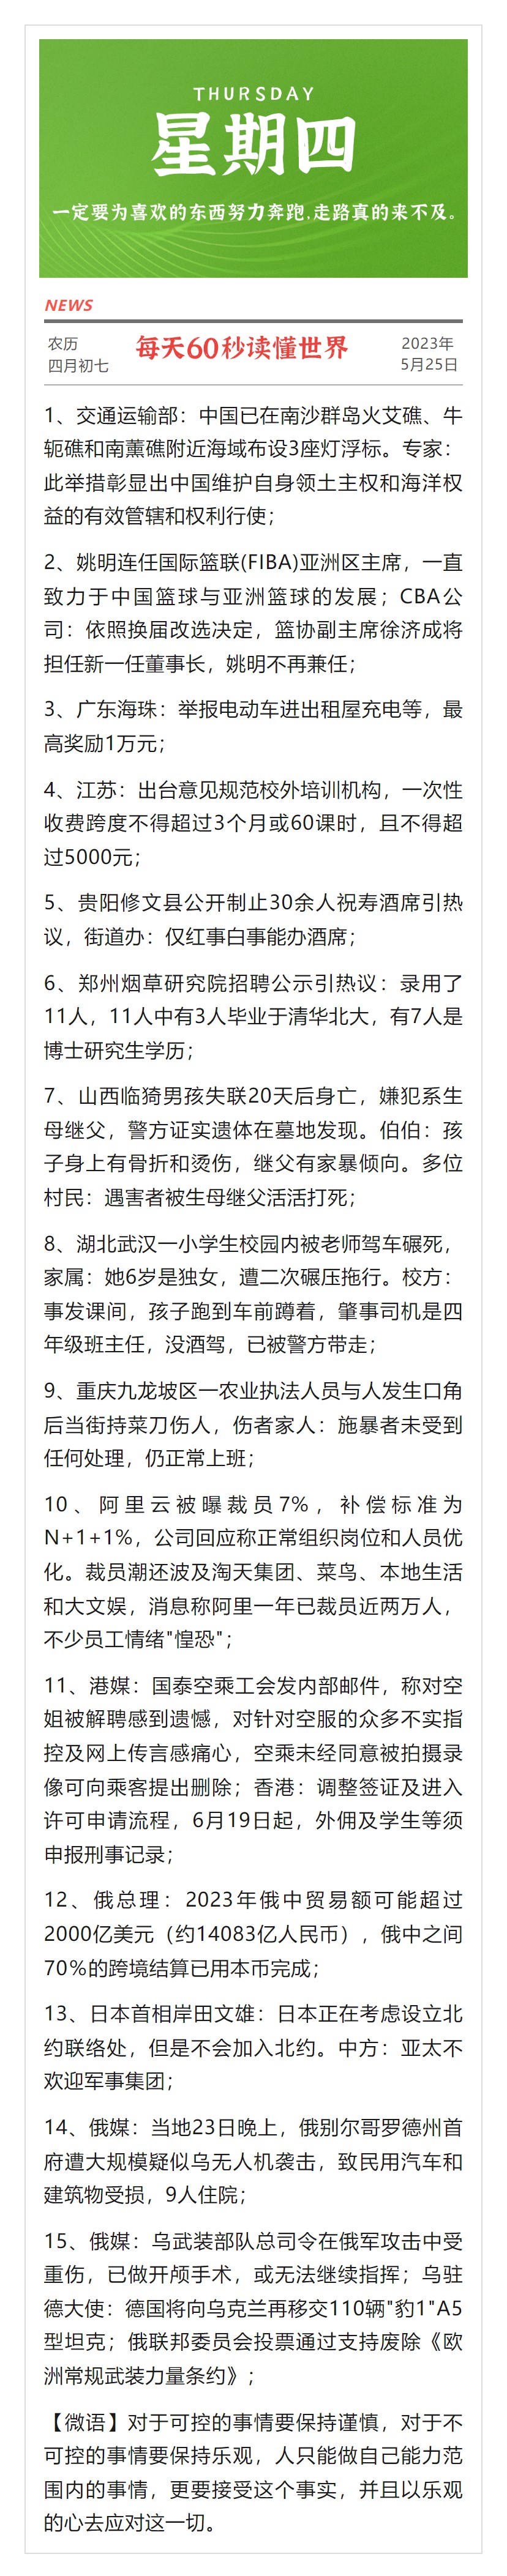 THURSDAY
星期四
一定要为喜欢的东西努力奔跑,走路真的来不及。
NEWS
农历
四月初七
每天60秒读懂世界
2023年
5月25日
1、交通运输部：中国已在南沙群岛火艾礁、牛
轭礁和南薰礁附近海域布设3座灯浮标。专家：
此举措彰显出中国维护自身领土主权和海洋权
益的有效管辖和权利行使；
2、姚明连任国际篮联(FIBA)亚洲区主席，一直
致力于中国篮球与亚洲篮球的发展；CBA公
司：依照换届改选决定，篮协副主席徐济成将
担任新一任董事长，姚明不再兼任；
3、广东海珠：举报电动车进出租屋充电等，最
高奖励1万元；
4、江苏：出台意见规范校外培训机构，一次性
收费跨度不得超过3个月或60课时，且不得超
过5000元；
5、贵阳修文县公开制止30余人祝寿酒席引热
议，街道办：仅红事白事能办酒席；
6、郑州烟草研究院招聘公示引热议：录用了
11人，11人中有3人毕业于清华北大，有7人是
博士研究生学历；
7、山西临猗男孩失联20天后身亡，嫌犯系生
母继父，警方证实遗体在墓地发现。伯伯：孩
子身上有骨折和烫伤，继父有家暴倾向。多位
村民：遇害者被生母继父活活打死；
8、湖北武汉一小学生校园内被老师驾车碾死，
家属：她6岁是独女，遭二次碾压拖行。校方：
事发课间，孩子跑到车前蹲着，肇事司机是四
年级班主任，没酒驾，已被警方带走；
9、重庆九龙坡区一农业执法人员与人发生口角
后当街持菜刀伤人，伤者家人：施暴者未受到
任何处理，仍正常上班；
10、阿里云被曝裁员7%，补偿标准为
N+1+1%，公司回应称正常组织岗位和人员优
化。裁员潮还波及淘天集团、菜鸟、本地生活
和大文娱，消息称阿里一年已裁员近两万人，
不少员工情绪"惶恐"；
11、港媒：国泰空乘工会发内部邮件，称对空
姐被解聘感到遗憾，对针对空服的众多不实指
控及网上传言感痛心，空乘未经同意被拍摄录
像可向乘客提出删除；香港：调整签证及进入
许可申请流程，6月19日起，外佣及学生等须
申报刑事记录；
12、俄总理：2023年俄中贸易额可能超过
2000亿美元（约14083亿人民币），俄中之间
70%的跨境结算已用本币完成；
13、日本首相岸田文雄：日本正在考虑设立北
约联络处，但是不会加入北约。中方：亚太不
欢迎军事集团；
14、俄媒：当地23日晚上，俄别尔哥罗德州首
府遭大规模疑似乌无人机袭击，致民用汽车和
建筑物受损，9人住院；
15、俄媒：乌武装部队总司令在俄军攻击中受
重伤，已做开颅手术，或无法继续指挥；乌驻
德大使：德国将向乌克兰再移交110辆"豹1"A5
型坦克；俄联邦委员会投票通过支持废除《欧
洲常规武装力量条约》；
【微语】对于可控的事情要保持谨慎，对于不
可控的事情要保持乐观，人只能做自己能力范
围内的事情，更要接受这个事实，并且以乐观
的心去应对这一切。